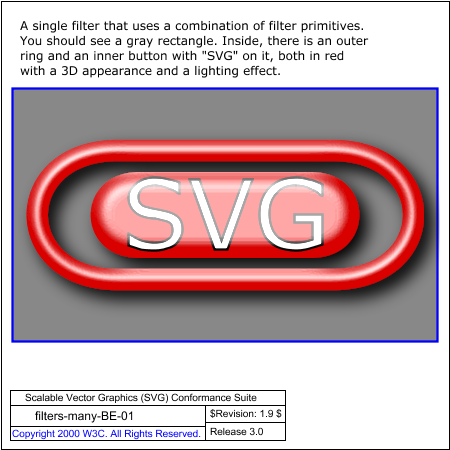 A single filter that uses a combination of filter primitives.
You should see a gray rectangle. Inside, there is an outer
ring and an inner button with "SVG" on it, both in red
with a 3D appearance and a lighting effect.
SVG
Scalable Vector Graphics (SVG) Conformance Suite
filters-many-BE-01
$Revision: 1.9 $
Copyright 2000 W3C. All Rights Reserved.
Release 3.0